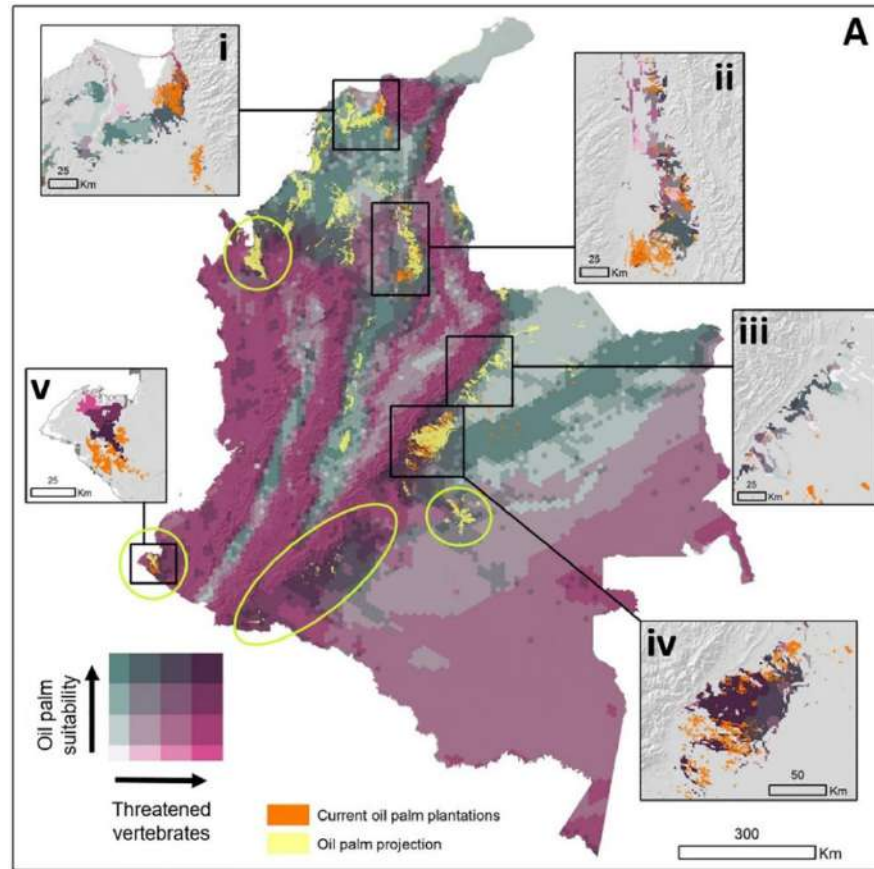 A
i
25
Km
ii
25
Km
iii
25
Km
v
25
Km
iv
50
Km
Oil palm
suitability
Threatened
vertebrates
Current oil palm plantations
Oil palm projection
300
Km